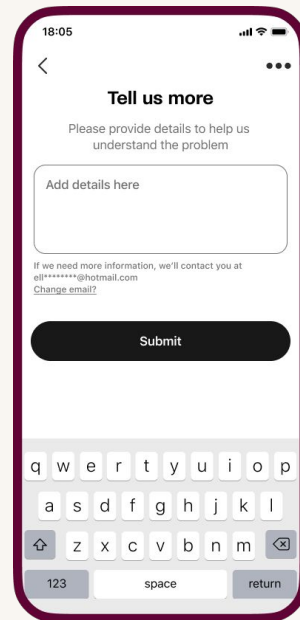 18:05
Tell us more
Please provide details to help us
understand the problem
Add details here
If we need more information, we'll contact you at
ell********@hotmail.com
Change email?
Submit
q w e r t y u i o p
a s d f g h j k l
z x c v b n m
123 space return